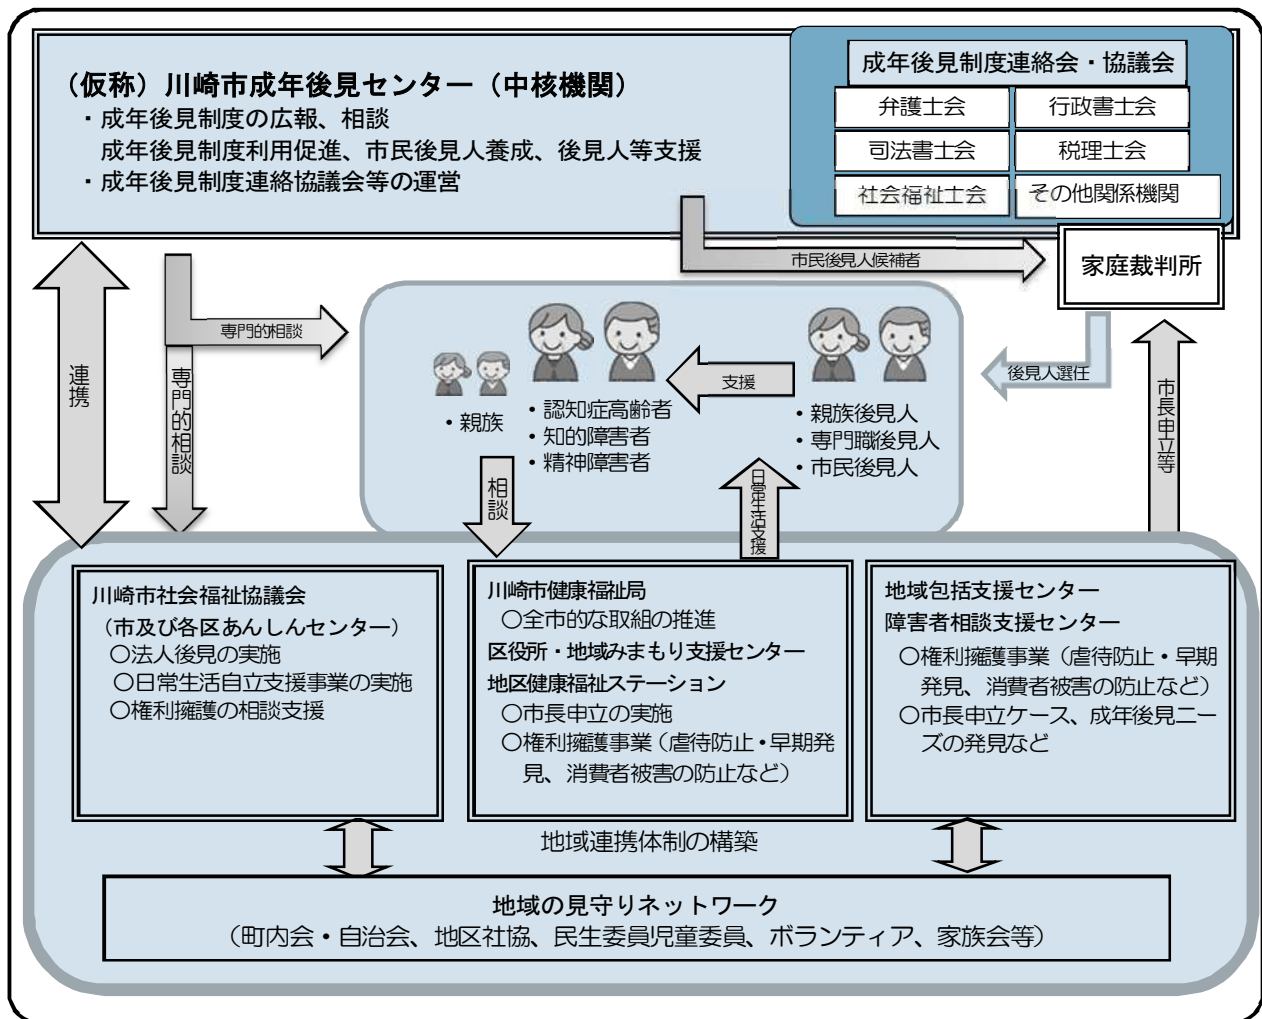 (仮称)川崎市成年後見センター(中核機関)
・成年後見制度の広報、相談
成年後見制度利用促進、市民後見人養成、後見人等支援
・成年後見制度連絡協議会等の運営
成年後見制度連絡会・協議会
弁護士会
行政書士会
司法書士会
税理士会
社会福祉士会
その他関係機関
市民後見人候補者
家庭裁判所
専門的相談
連携
専門的相談
・親族
・認知症高齢者
・知的障害者
・精神障害者
支援
・親族後見人
・専門職後見人
・市民後見人
後見人選任
市長申立等
相談
日常生活支援
川崎市社会福祉協議会
(市及び各区あんしんセンター)
〇法人後見の実施
〇日常生活自立支援事業の実施
〇権利擁護の相談支援
川崎市健康福祉局
〇全市的な取組の推進
区役所・地域みまもり支援センター
地区健康福祉ステーション
〇市長申立の実施
〇権利擁護事業(虐待防止・早期発
見、消費者被害の防止など)
地域包括支援センター
障害者相談支援センター
〇権利擁護事業(虐待防止・早期
発見、消費者被害の防止など)
〇市長申立ケース、成年後見ニー
ズの発見など
地域連携体制の構築
地域の見守りネットワーク
(町内会・自治会、地区社協、民生委員児童委員、ボランティア、家族会等)